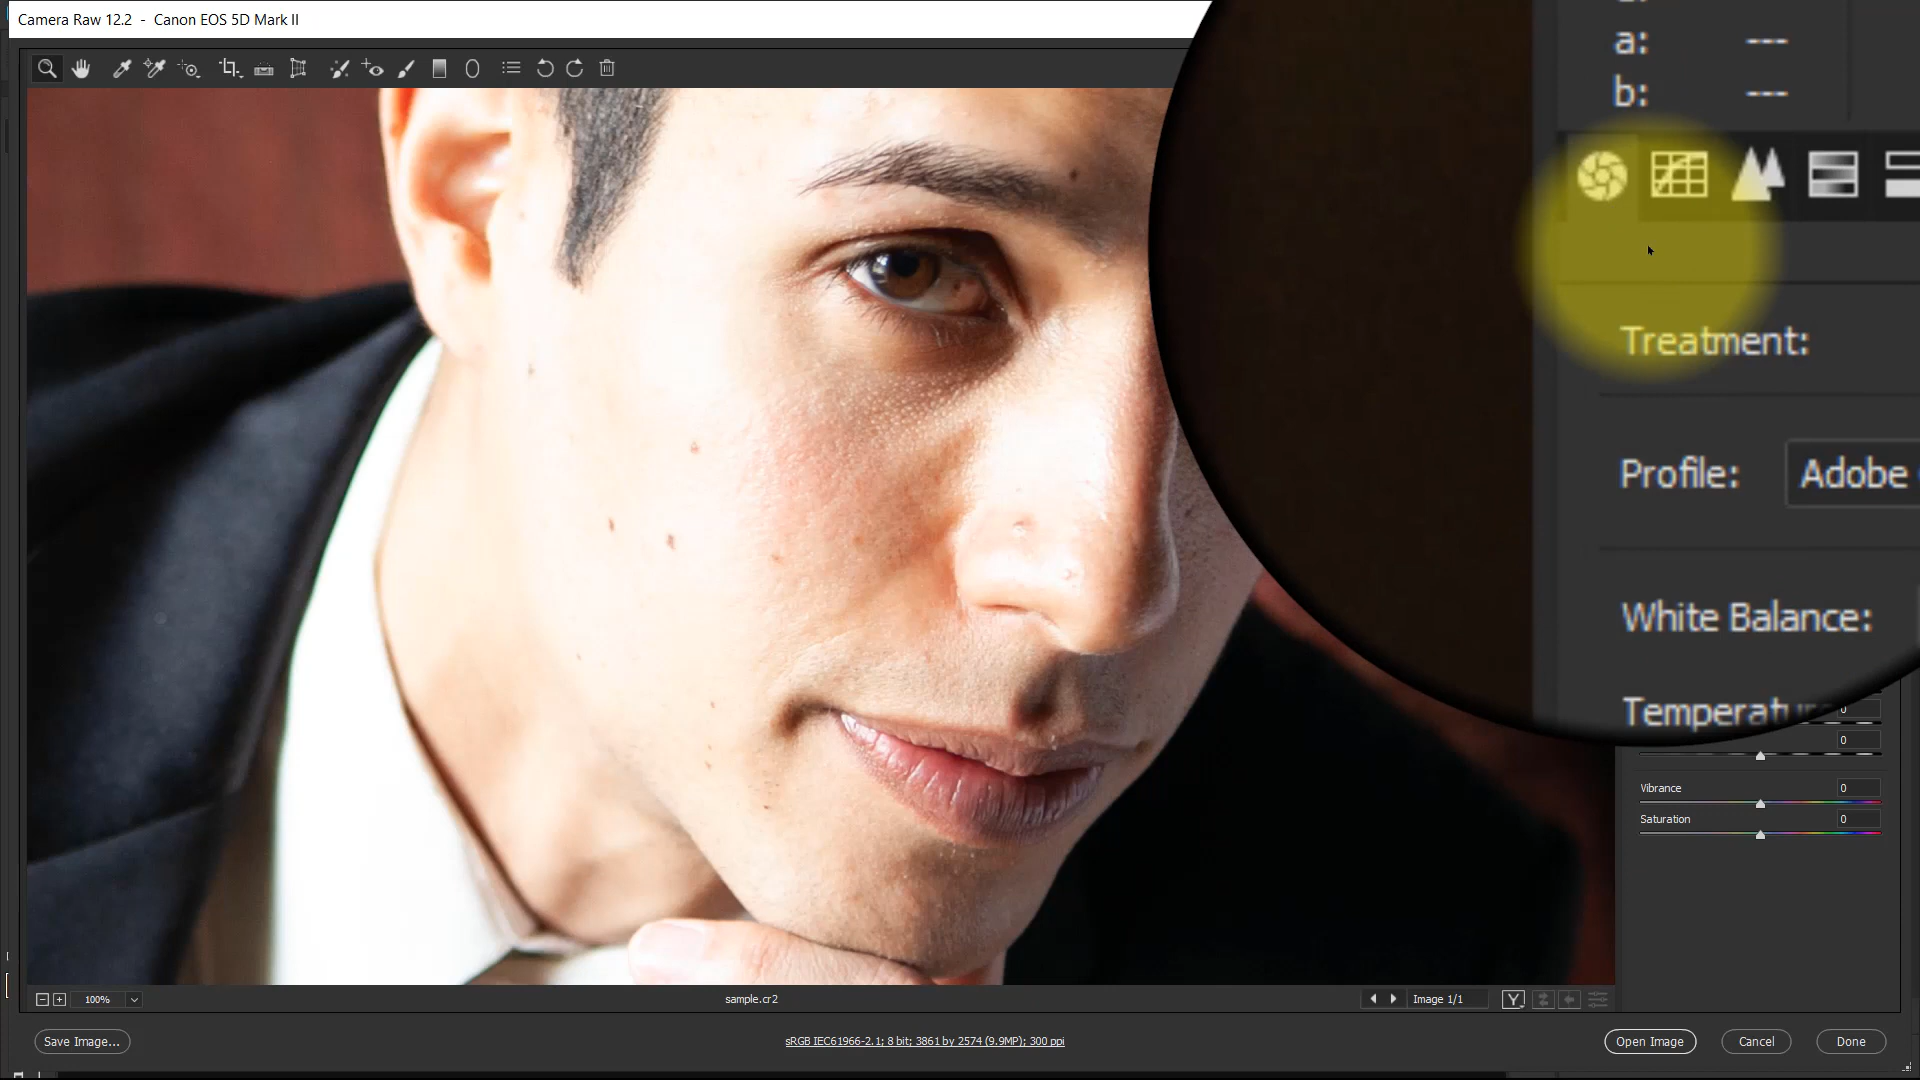 Camera Raw 12.2 - Canon EOS 5D Mark II
a: ---
b: ---
Treatment:
Profile: Adobe
White Balance:
0
0
Vibrance 0
Saturation 0
100%
sample.cr2
Image 1/1
Y
Save Image...
sRGB IEC61966-2.1; 8 bit; 3861 by 2574 (9.9MP); 300 ppi
Open Image
Cancel
Done